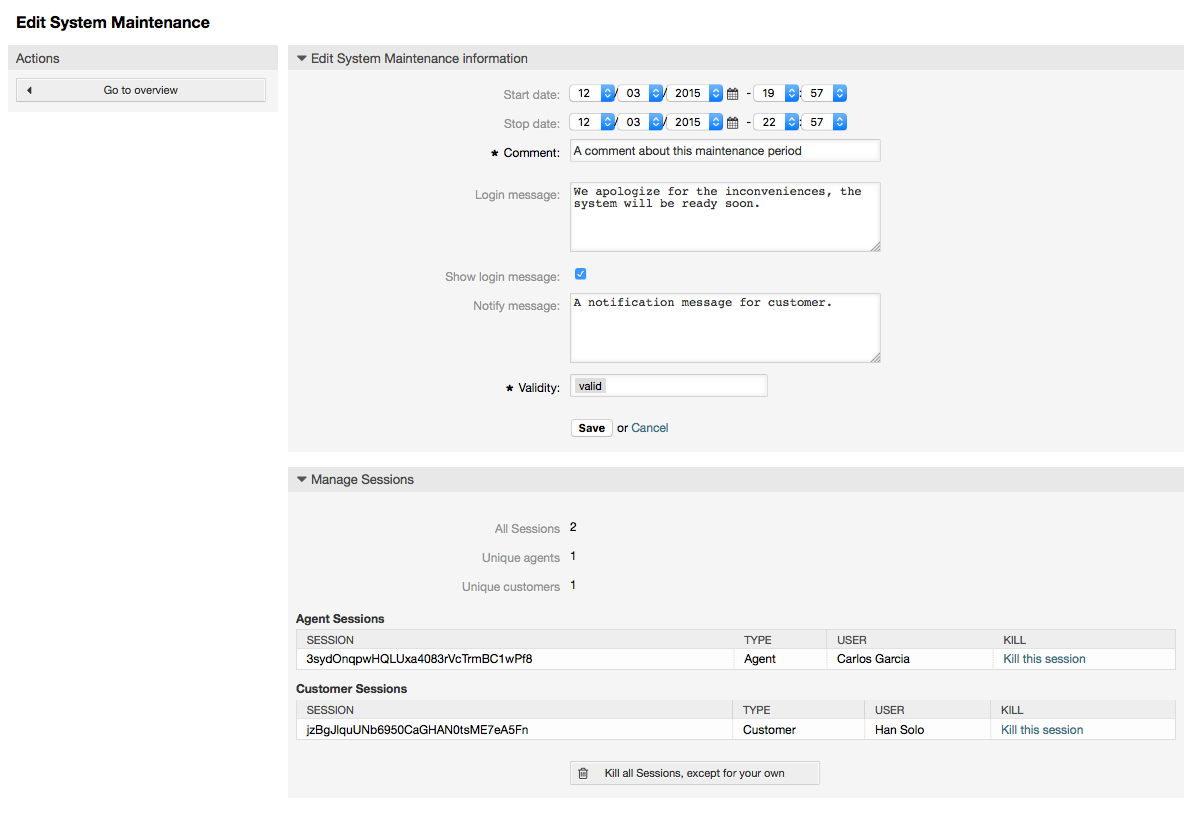 Edit System Maintenance
Actions
Go to overview
Edit System Maintenance information
Start date: 12 / 03 / 2015 - 19 : 57
Stop date: 12 / 03 / 2015 - 22 : 57
★ Comment: A comment about this maintenance period
Login message: We apologize for the inconveniences, the
system will be ready soon.
Show login message:
Notify message: A notification message for customer.
★ Validity: valid
Save or Cancel
Manage Sessions
All Sessions 2
Unique agents 1
Unique customers 1
Agent Sessions
SESSION TYPE USER KILL
3sydOnqpwHQLUxa4083rVcTrmBC1wPf8 Agent Carlos Garcia Kill this session
Customer Sessions
SESSION TYPE USER KILL
jzBgJlquUNb6950CaGHAN0tsME7eA5Fn Customer Han Solo Kill this session
Kill all Sessions, except for your own